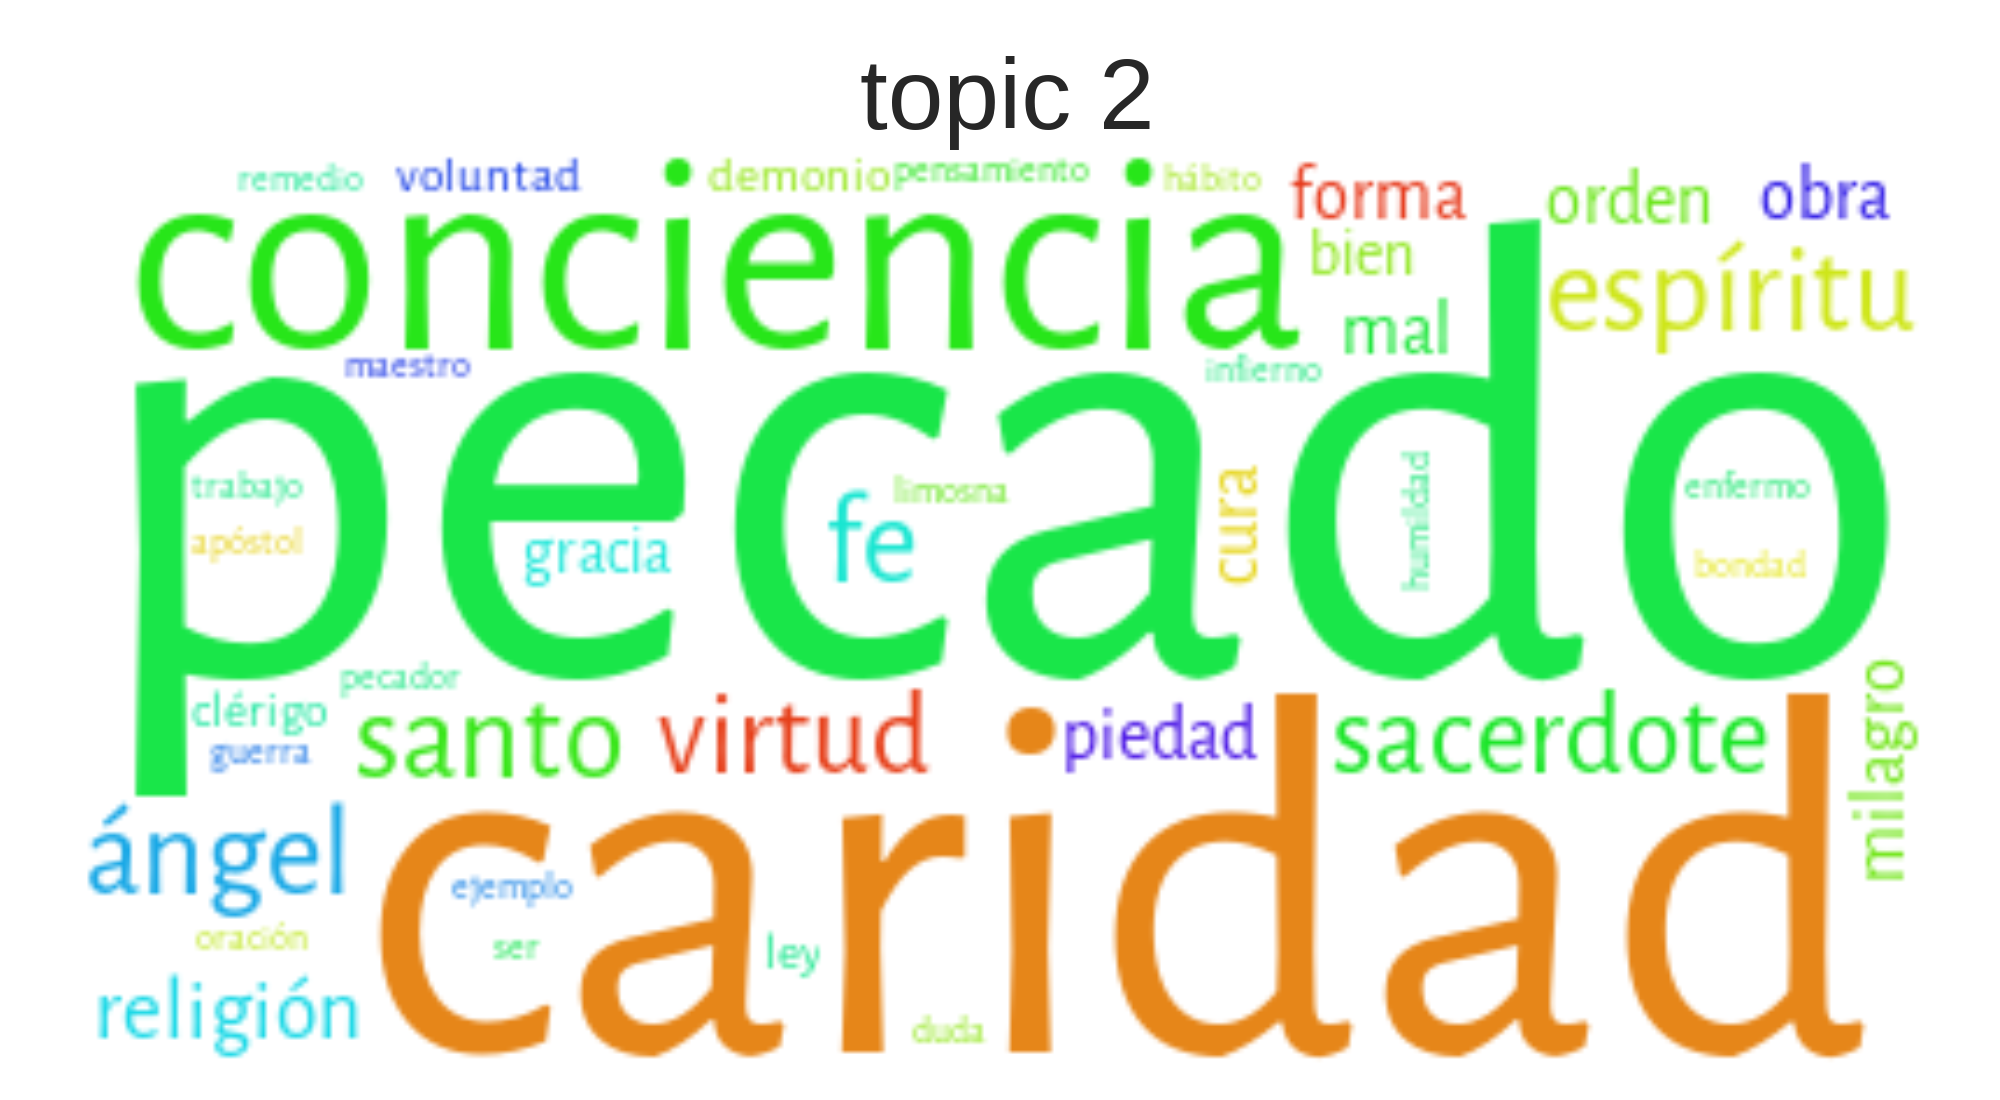 topic 2
remedio voluntad demonio pensamiento hábito forma orden obra
conciencia bien espíritu
mal
maestro infierno
pecado
trabajo limosna cura humildad enfermo
apóstol gracia fe bondad
pecador
clérigo santo virtud piedad sacerdote milagro
guerra
ángel caridad
ejemplo
oración ser ley
religión duda